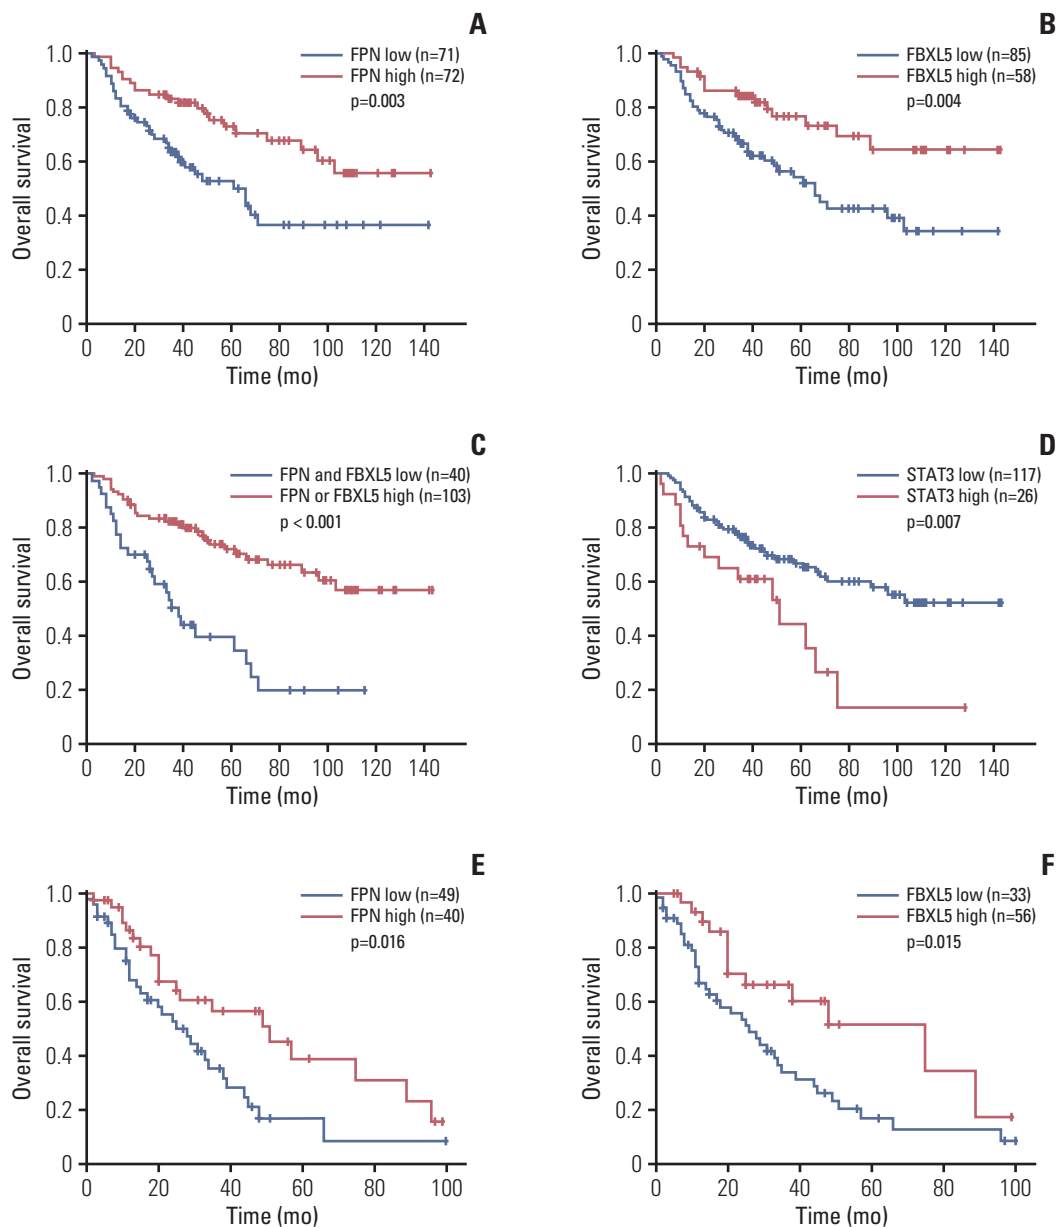 A
FPN low (n=71)
FPN high (n=72)
p=0.003
Overall survival
1.0
0.8
0.6
0.4
0.2
0
0 20 40 60 80 100 120 140
Time (mo)
B
FBXL5 low (n=85)
FBXL5 high (n=58)
p=0.004
Overall survival
1.0
0.8
0.6
0.4
0.2
0
0 20 40 60 80 100 120 140
Time (mo)
C
FPN and FBXL5 low (n=40)
FPN or FBXL5 high (n=103)
p < 0.001
Overall survival
1.0
0.8
0.6
0.4
0.2
0
0 20 40 60 80 100 120 140
Time (mo)
D
STAT3 low (n=117)
STAT3 high (n=26)
p=0.007
Overall survival
1.0
0.8
0.6
0.4
0.2
0
0 20 40 60 80 100 120 140
Time (mo)
E
FPN low (n=49)
FPN high (n=40)
p=0.016
Overall survival
1.0
0.8
0.6
0.4
0.2
0
0 20 40 60 80 100
Time (mo)
F
FBXL5 low (n=33)
FBXL5 high (n=56)
p=0.015
Overall survival
1.0
0.8
0.6
0.4
0.2
0
0 20 40 60 80 100
Time (mo)